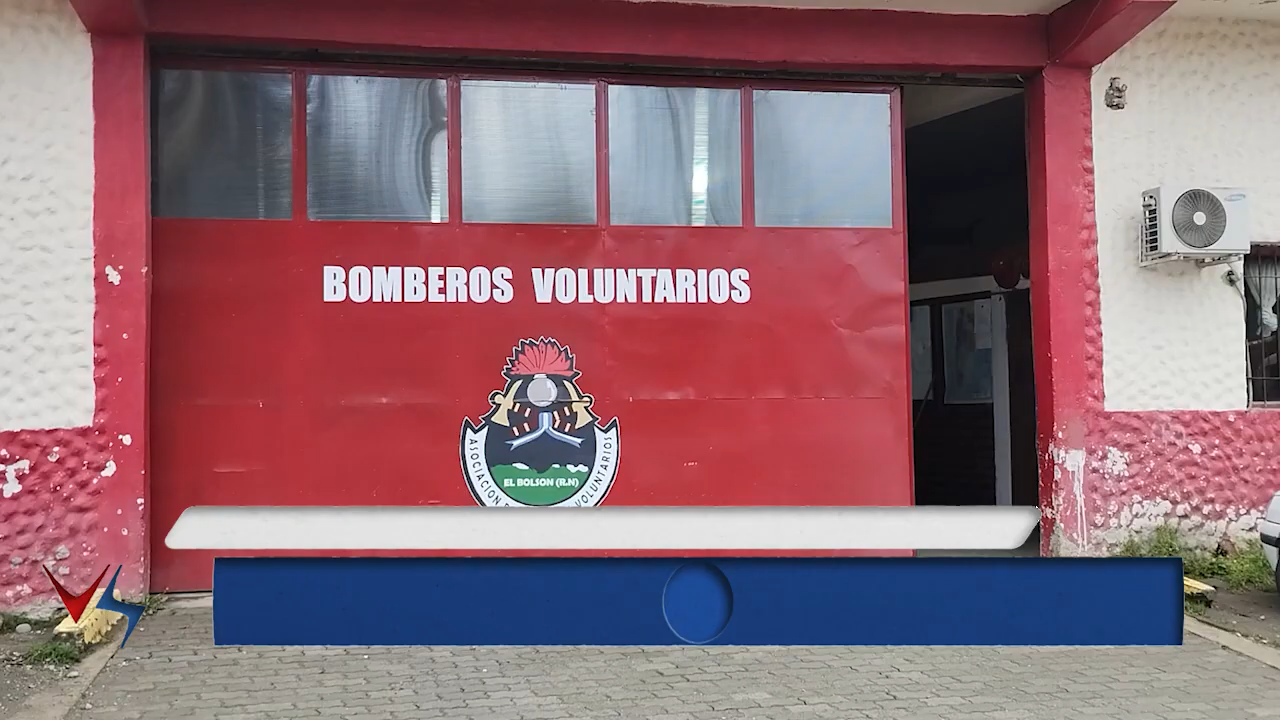 BOMBEROS VOLUNTARIOS
ASOCIACION
VOLUNTARIOS
EL BOLSON (R.N)